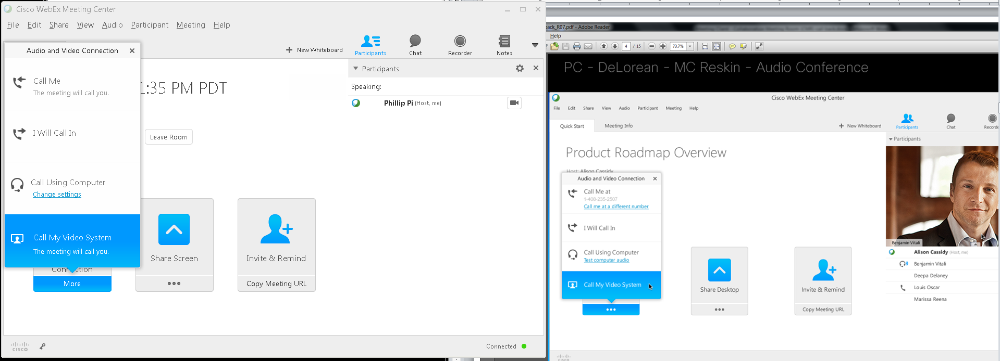 Cisco WebEx Meeting Center
File Edit Share View Audio Participant Meeting Help
Audio and Video Connection
Call Me
The meeting will call you.
I Will Call In
Call Using Computer
Change settings
Call My Video System
The meeting will call you.
Connection
More
New Whiteboard
Participants
Chat
Recorder
Notes
1:35 PM PDT
Leave Room
Share Screen
Invite & Remind
Copy Meeting URL
Participants
Speaking:
Phillip Pi (Host, me)
CISCO
Connected
back_R07.pdf - Adobe Reader
Help
4 / 15 73.7%
PC - DeLorean - MC Reskin - Audio Conference
Cisco WebEx Meeting Center
File Edit Share View Audio Participant Meeting Help
Quick Start
Meeting Info
New Whiteboard
Participants
Chat
Recorde
Product Roadmap Overview
Host: Alison Cassidy
Audio and Video Connection
Call Me at
1-408-235-2507
Call me at a different number
I Will Call In
Call Using Computer
Test computer audio
Call My Video System
Share Desktop
Invite & Remind
Copy Meeting URL
Participants
Benjamin Vitali
Alison Cassidy (Host, me)
Benjamin Vitali
Deepa Delaney
Louis Oscar
Marissa Reena
CISCO